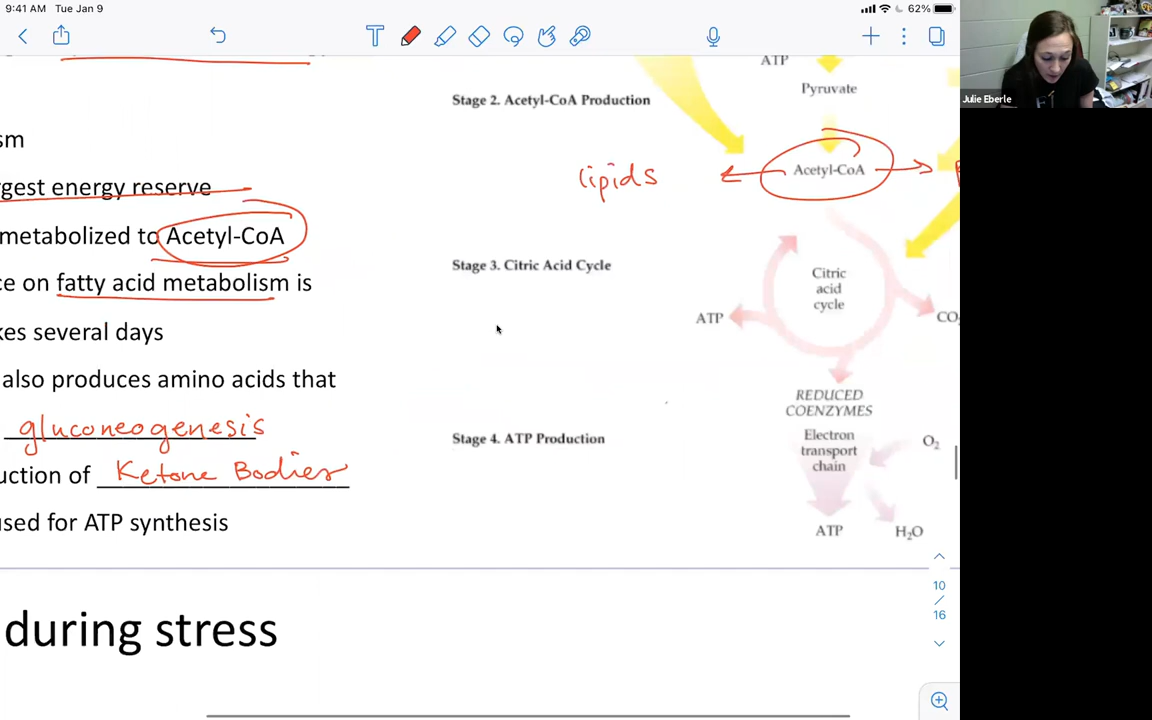 9:41 AM Tue Jan 9
62%
Julie Eberle
ATP
Stage 2. Acetyl-CoA Production
Pyruvate
sm
rgest energy reserve
lipids
Acetyl-CoA
metabolized to Acetyl-CoA
Stage 3. Citric Acid Cycle
ce on fatty acid metabolism is
Citric
acid
cycle
ATP
CO
kes several days
also produces amino acids that
REDUCED
COENZYMES
gluconeogenesis
Stage 4. ATP Production
Electron
transport
chain
O₂
uction of Ketone Bodies
used for ATP synthesis
ATP
H₂O
10
/
16
during stress